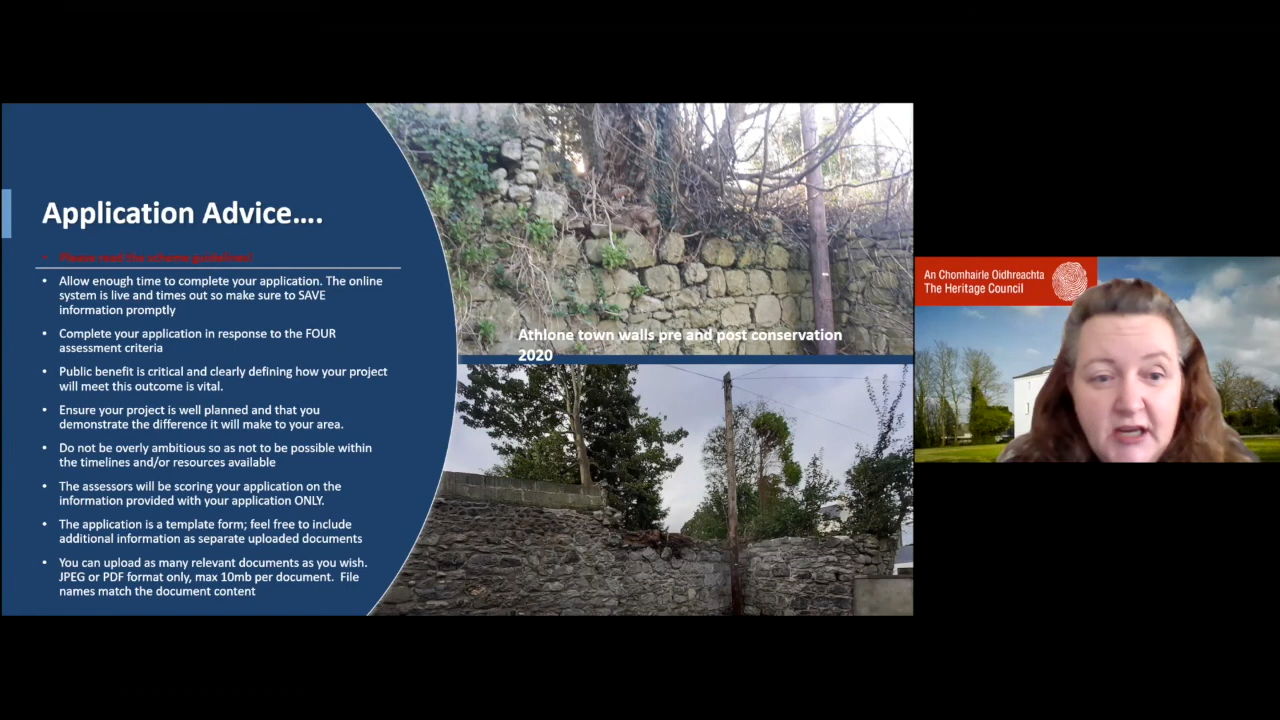 Application Advice....
• Please read the scheme guidelines!
• Allow enough time to complete your application. The online
system is live and times out so make sure to SAVE
information promptly
• Complete your application in response to the FOUR
assessment criteria
• Public benefit is critical and clearly defining how your project
will meet this outcome is vital.
• Ensure your project is well planned and that you
demonstrate the difference it will make to your area.
• Do not be overly ambitious so as not to be possible within
the timelines and/or resources available
• The assessors will be scoring your application on the
information provided with your application ONLY.
• The application is a template form; feel free to include
additional information as separate uploaded documents
• You can upload as many relevant documents as you wish.
JPEG or PDF format only, max 10mb per document. File
names match the document content
Athlone town walls pre and post conservation
2020
An Chomhairle Oidhreachta
The Heritage Council